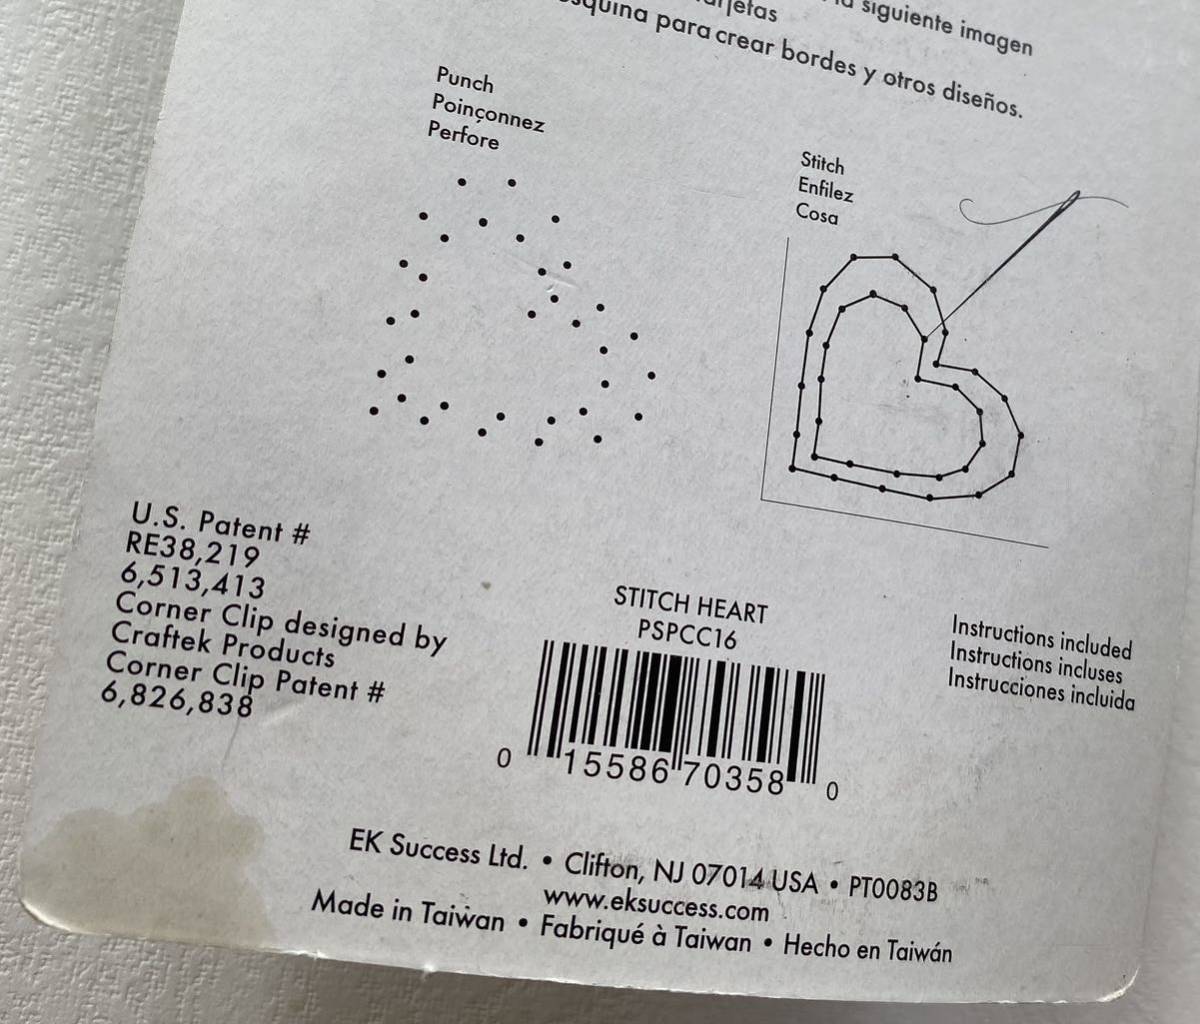 siguiente imagen
tarjetas
esquina para crear bordes y otros diseños.
Punch
Poinçonnez
Perfore
Stitch
Enfilez
Cosa
U.S. Patent #
RE38,219
6,513,413
Corner Clip designed by
Craftek Products
Corner Clip Patent #
6,826,838
STITCH HEART
PSPCC16
0 15586 70358 0
Instructions included
Instructions incluses
Instrucciones incluida
EK Success Ltd. • Clifton, NJ 07014 USA • PT0083B
www.eksuccess.com
Made in Taiwan • Fabriqué à Taiwan • Hecho en Taiwán